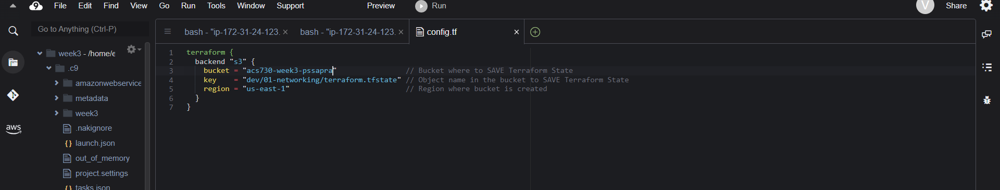 9 File Edit Find View Go Run Tools Window Support Preview Run V Share
Go to Anything (Ctrl-P)
bash - "ip-172-31-24-123. × bash - "ip-172-31-24-123. × config.tf ×
week3 - /home/e
.c9
amazonwebservice
metadata
week3
.nakignore
{} launch.json
out_of_memory
project.settings
{} tasks.json
aws
1 terraform {
2 backend "s3" {
3 bucket = "acs730-week3-pssapra" // Bucket where to SAVE Terraform State
4 key = "dev/01-networking/terraform.tfstate" // Object name in the bucket to SAVE Terraform State
5 region = "us-east-1" // Region where bucket is created
6 }
7 }